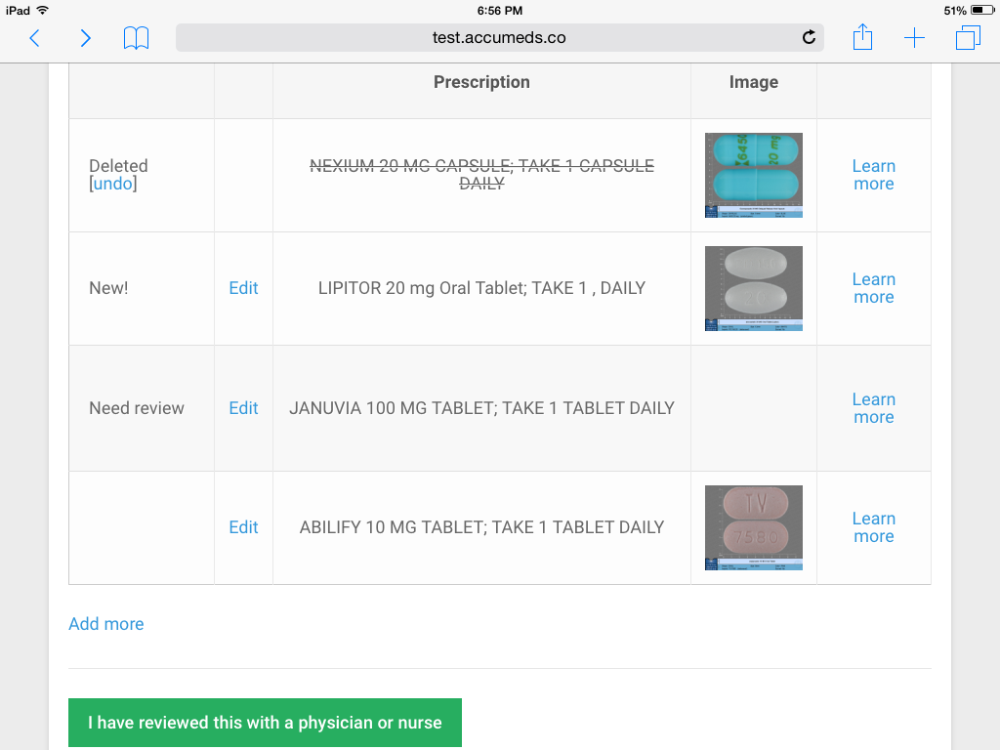 iPad 6:56 PM 51%
test.accumeds.co
Prescription Image
Deleted
[undo]
NEXIUM 20 MG CAPSULE; TAKE 1 CAPSULE
DAILY
20 mg
Learn
more
New!
Edit
LIPITOR 20 mg Oral Tablet; TAKE 1 , DAILY
Learn
more
Need review
Edit
JANUVIA 100 MG TABLET; TAKE 1 TABLET DAILY
Learn
more
Edit
ABILIFY 10 MG TABLET; TAKE 1 TABLET DAILY
TV
7580
Learn
more
Add more
I have reviewed this with a physician or nurse